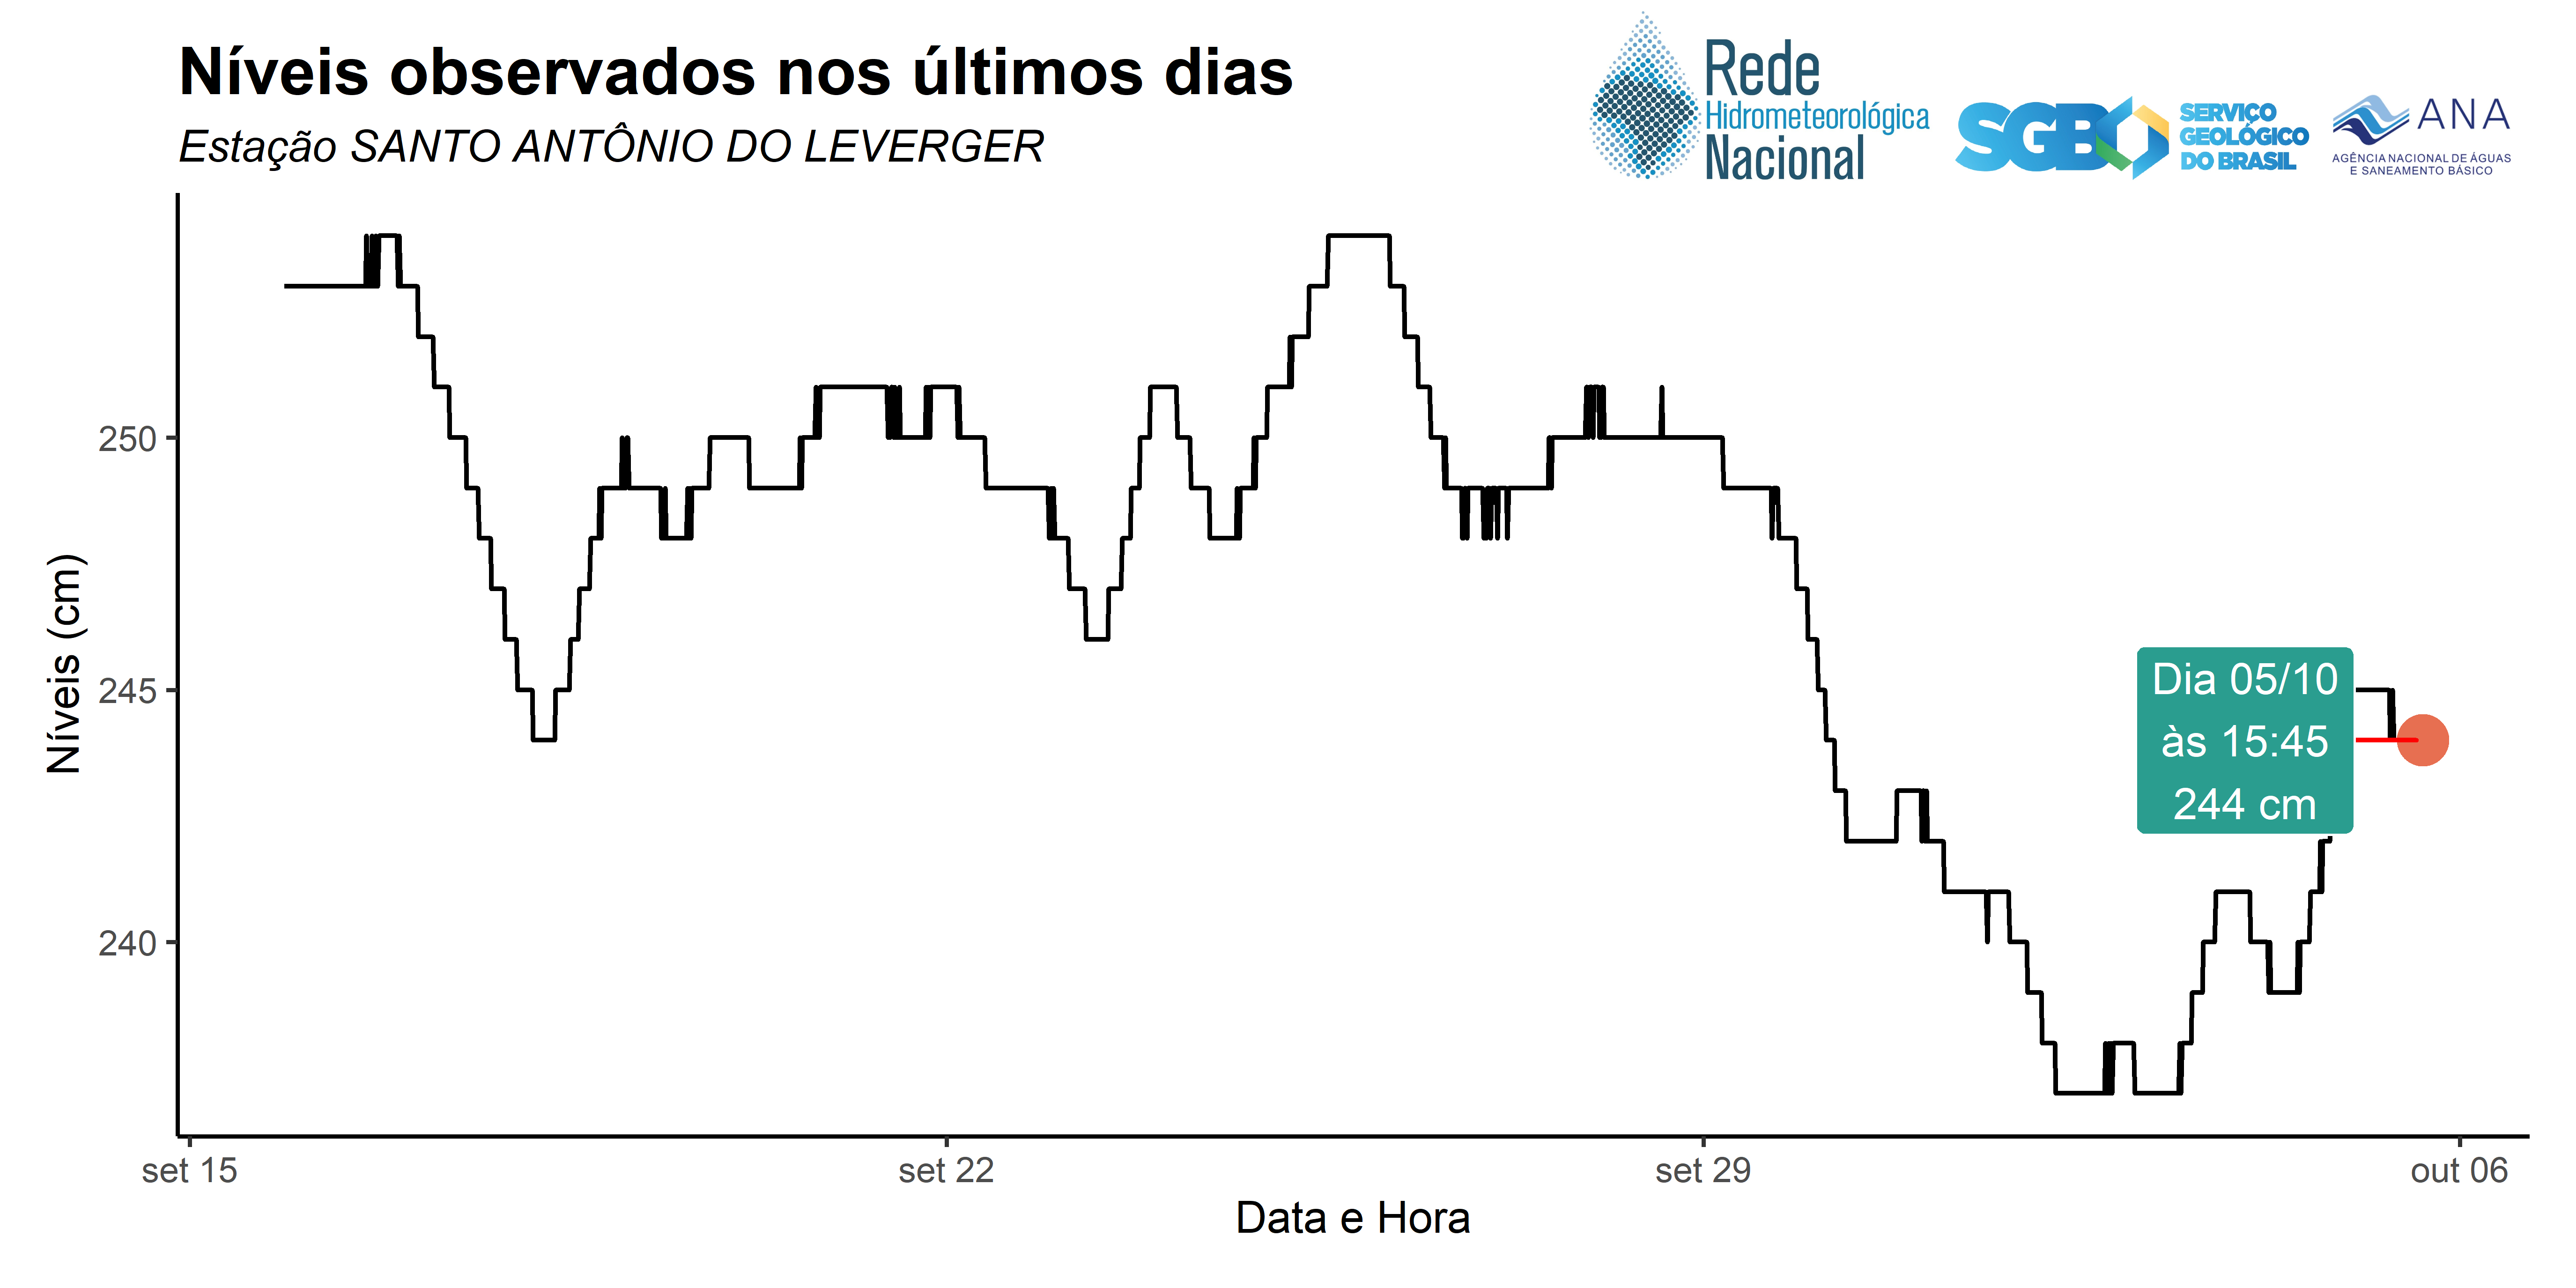 Níveis observados nos últimos dias
Estação SANTO ANTÔNIO DO LEVERGER
Rede
Hidrometeorológica
Nacional
SGB
SERVIÇO
GEOLÓGICO
DO BRASIL
ANA
AGÊNCIA NACIONAL DE ÁGUAS
E SANEAMENTO BÁSICO
Níveis (cm)
250
245
240
Dia 05/10
às 15:45
244 cm
set 15
set 22
set 29
out 06
Data e Hora